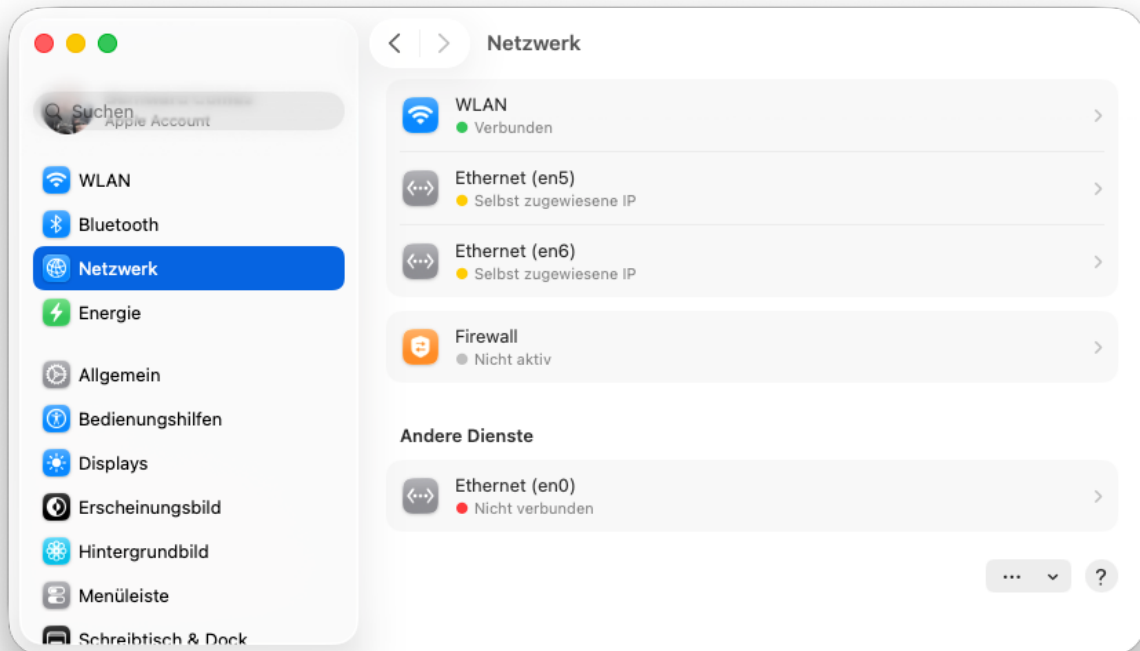 Netzwerk
Suchen
Apple Account
WLAN
Bluetooth
Netzwerk
Energie
Allgemein
Bedienungshilfen
Displays
Erscheinungsbild
Hintergrundbild
Menüleiste
Schreibtisch & Dock
WLAN
Verbunden
Ethernet (en5)
Selbst zugewiesene IP
Ethernet (en6)
Selbst zugewiesene IP
Firewall
Nicht aktiv
Andere Dienste
Ethernet (en0)
Nicht verbunden
... 
?